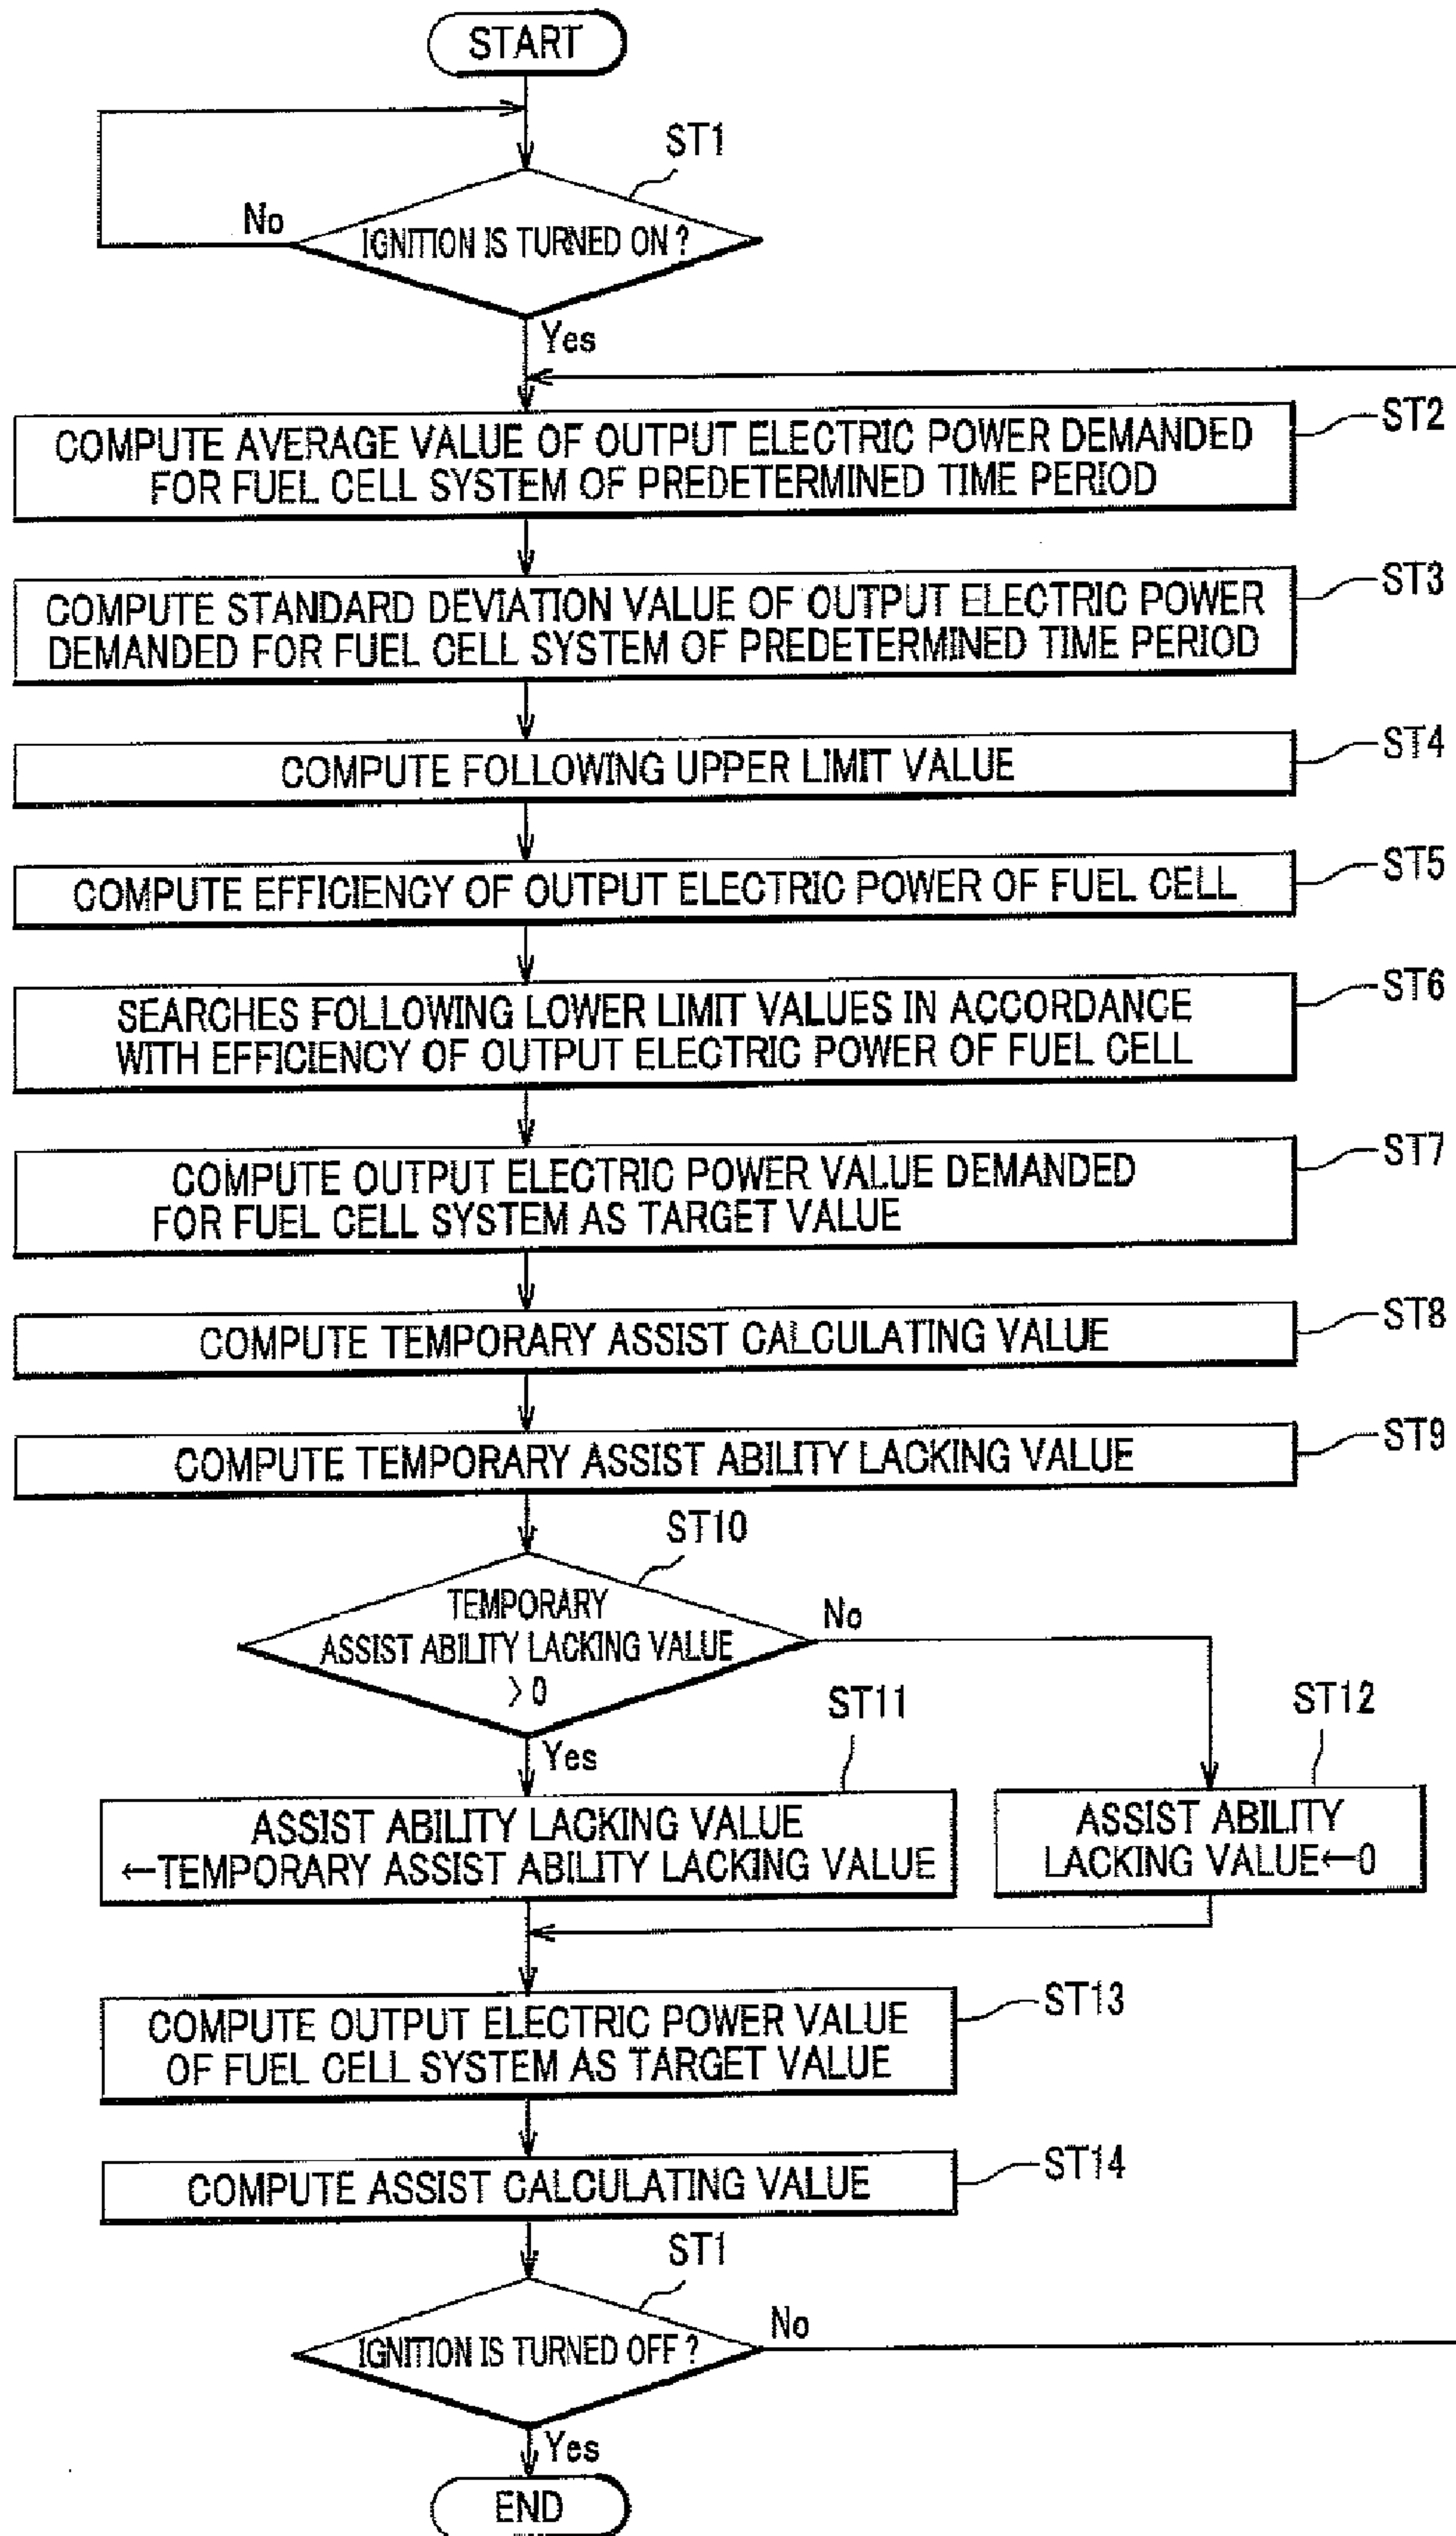 START
ST1
No
IGNITION IS TURNED ON ?
Yes
COMPUTE AVERAGE VALUE OF OUTPUT ELECTRIC POWER DEMANDED
FOR FUEL CELL SYSTEM OF PREDETERMINED TIME PERIOD
ST2
COMPUTE STANDARD DEVIATION VALUE OF OUTPUT ELECTRIC POWER
DEMANDED FOR FUEL CELL SYSTEM OF PREDETERMINED TIME PERIOD
ST3
COMPUTE FOLLOWING UPPER LIMIT VALUE
ST4
COMPUTE EFFICIENCY OF OUTPUT ELECTRIC POWER OF FUEL CELL
ST5
SEARCHES FOLLOWING LOWER LIMIT VALUES IN ACCORDANCE
WITH EFFICIENCY OF OUTPUT ELECTRIC POWER OF FUEL CELL
ST6
COMPUTE OUTPUT ELECTRIC POWER VALUE DEMANDED
FOR FUEL CELL SYSTEM AS TARGET VALUE
ST7
COMPUTE TEMPORARY ASSIST CALCULATING VALUE
ST8
COMPUTE TEMPORARY ASSIST ABILITY LACKING VALUE
ST9
ST10
TEMPORARY
ASSIST ABILITY LACKING VALUE
>0
No
Yes
ST11
ASSIST ABILITY LACKING VALUE
←TEMPORARY ASSIST ABILITY LACKING VALUE
ST12
ASSIST ABILITY
LACKING VALUE←0
COMPUTE OUTPUT ELECTRIC POWER VALUE
OF FUEL CELL SYSTEM AS TARGET VALUE
ST13
COMPUTE ASSIST CALCULATING VALUE
ST14
ST1
IGNITION IS TURNED OFF ?
No
Yes
END